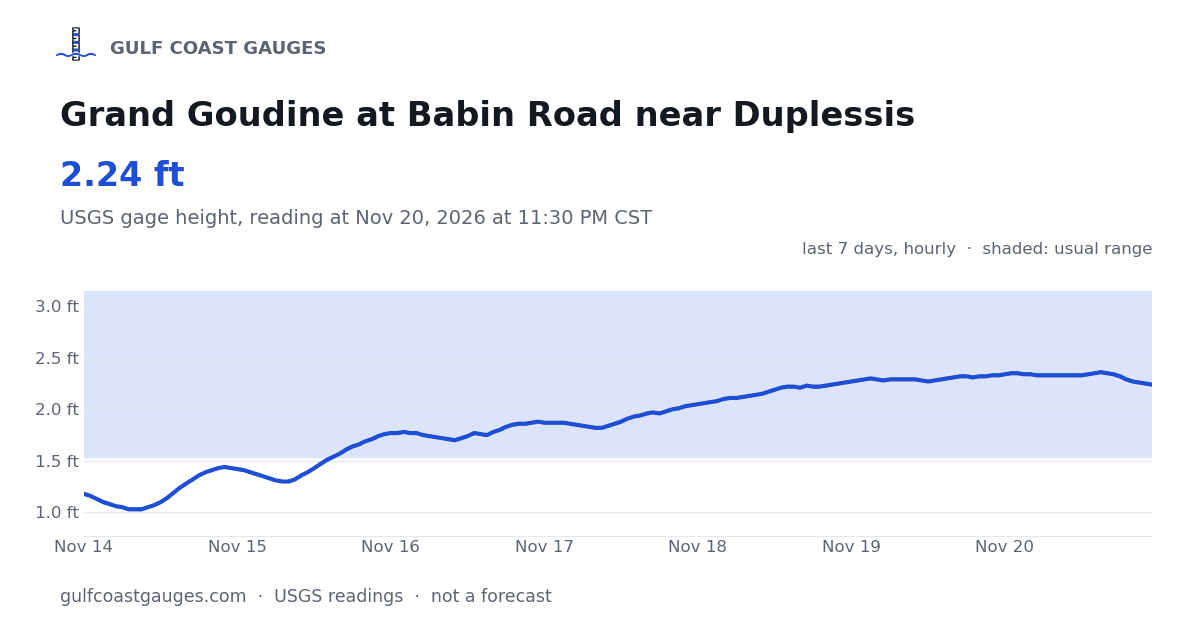 GULF COAST GAUGES
Grand Goudine at Babin Road near Duplessis
2.24 ft
USGS gage height, reading at Nov 20, 2026 at 11:30 PM CST
last 7 days, hourly · shaded: usual range
3.0 ft
2.5 ft
2.0 ft
1.5 ft
1.0 ft
Nov 14 Nov 15 Nov 16 Nov 17 Nov 18 Nov 19 Nov 20
gulfcoastgauges.com · USGS readings · not a forecast